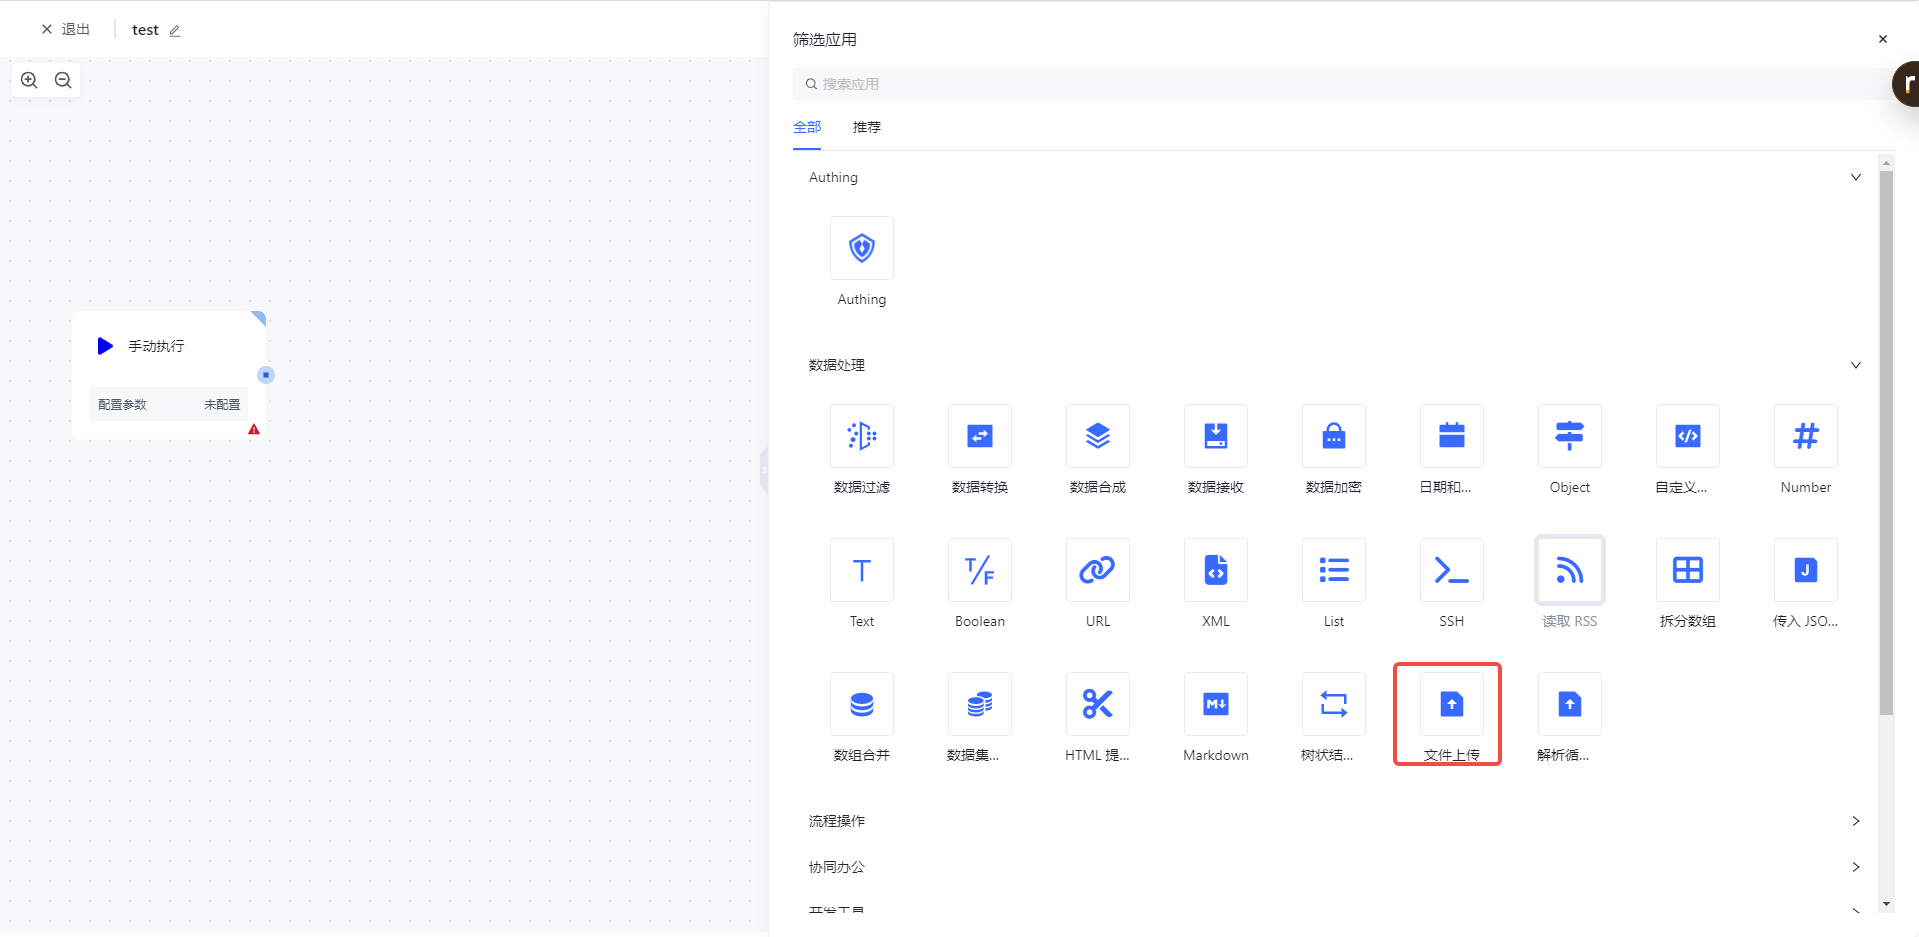 退出
test
筛选应用
搜索应用
全部
推荐
Authing
Authing
手动执行
配置参数
未配置
数据处理
数据过滤
数据转换
数据合成
数据接收
数据加密
日期和...
Object
自定义...
Number
T
T/F
J
Text
Boolean
URL
XML
List
SSH
读取 RSS
拆分数组
传入 JSO...
M
数组合并
数据集...
HTML 提...
Markdown
树状结...
文件上传
解析循...
流程操作
协同办公
开发工具
r